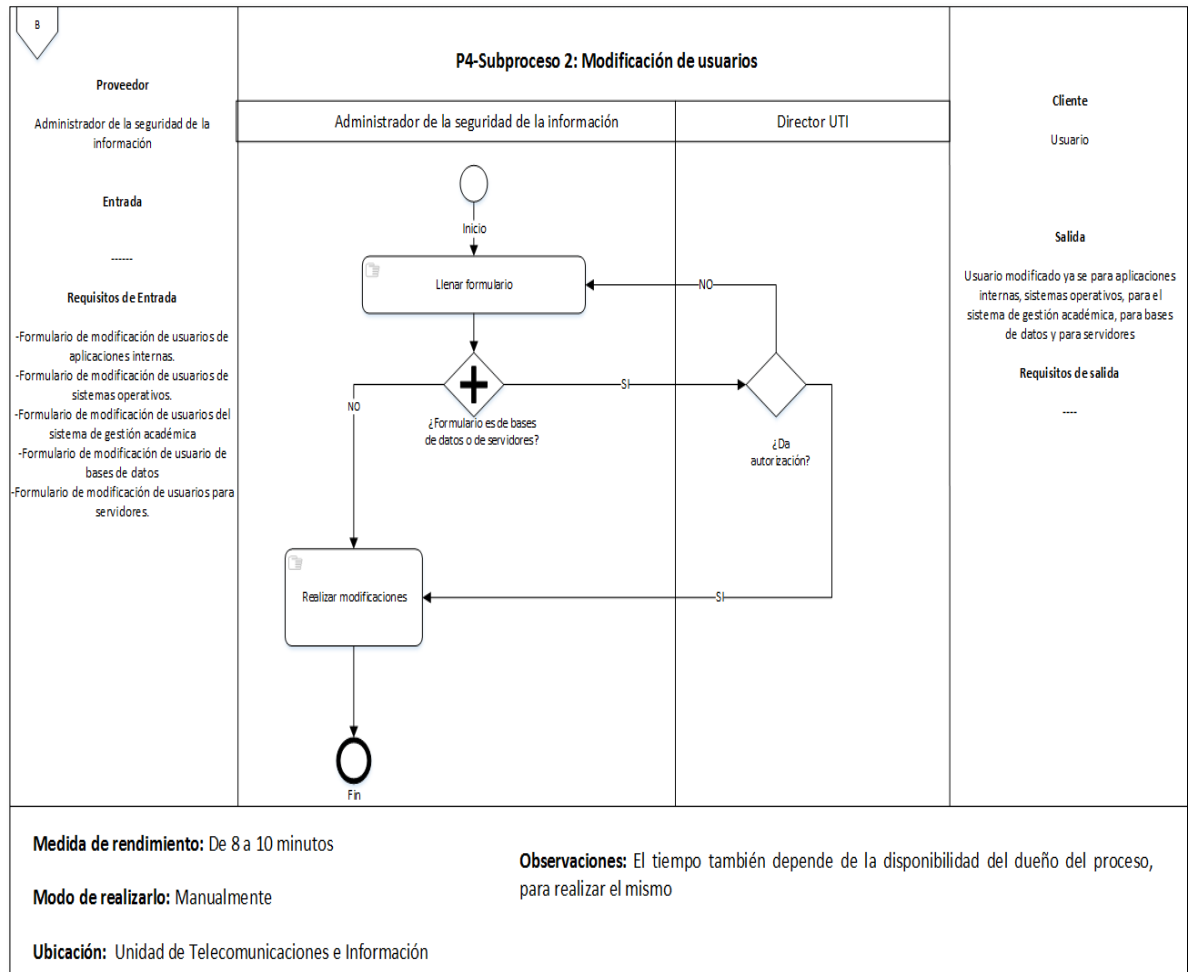 B
Proveedor
Administrador de la seguridad de la
información
Entrada
------
Requisitos de Entrada
-Formulario de modificación de usuarios de
aplicaciones internas.
-Formulario de modificación de usuarios de
sistemas operativos.
-Formulario de modificación de usuarios del
sistema de gestión académica
-Formulario de modificación de usuario de
bases de datos
-Formulario de modificación de usuarios para
servidores.
P4-Subproceso 2: Modificación de usuarios
Administrador de la seguridad de la información
Director UTI
Inicio
Llenar formulario
NO
SI
NO
¿Formulario es de bases
de datos o de servidores?
¿Da
autorización?
Realizar modificaciones
SI
Fin
Cliente
Usuario
Salida
Usuario modificado ya se para aplicaciones
internas, sistemas operativos, para el
sistema de gestión académica, para bases
de datos y para servidores
Requisitos de salida
----
Medida de rendimiento: De 8 a 10 minutos
Modo de realizarlo: Manualmente
Ubicación: Unidad de Telecomunicaciones e Información
Observaciones: El tiempo también depende de la disponibilidad del dueño del proceso,
para realizar el mismo